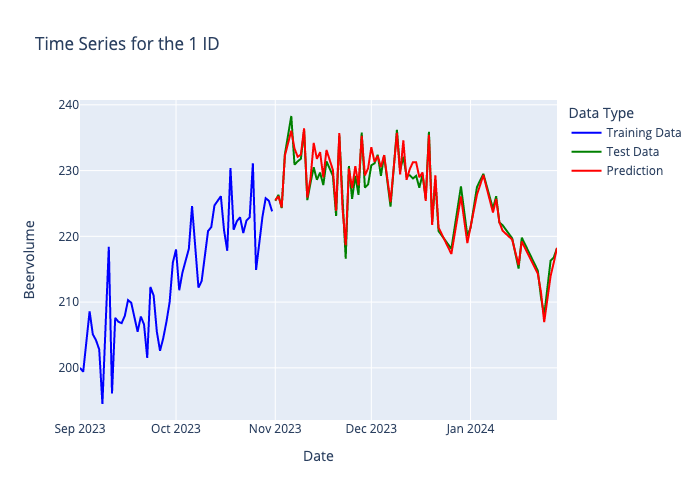 Time Series for the 1 ID
Data Type
Training Data
Test Data
Prediction
Beervolume
240
230
220
210
200
Sep 2023
Oct 2023
Nov 2023
Dec 2023
Jan 2024
Date